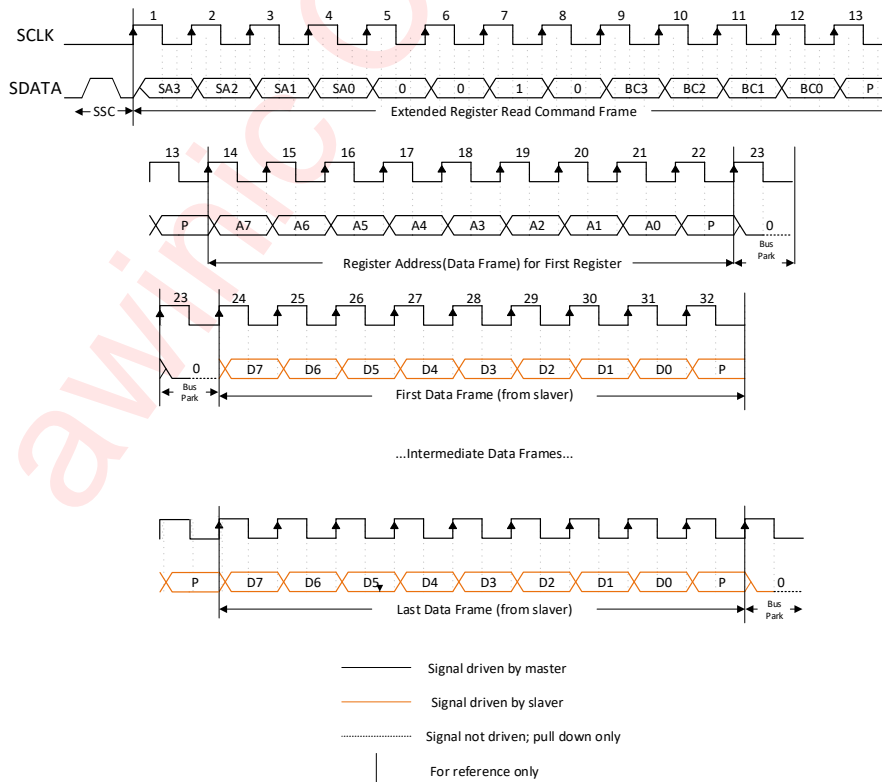 1 2 3 4 5 6 7 8 9 10 11 12 13
SCLK
SDATA SA3 SA2 SA1 SA0 0 0 1 0 BC3 BC2 BC1 BC0 P
SSC Extended Register Read Command Frame
13 14 15 16 17 18 19 20 21 22 23
P A7 A6 A5 A4 A3 A2 A1 A0 P 0
Bus Park
Register Address(Data Frame) for First Register
23 24 25 26 27 28 29 30 31 32
0 D7 D6 D5 D4 D3 D2 D1 D0 P
Bus Park
First Data Frame (from slaver)
...Intermediate Data Frames...
P D7 D6 D5 D4 D3 D2 D1 D0 P 0
Last Data Frame (from slaver)
Bus Park
Signal driven by master
Signal driven by slaver
Signal not driven; pull down only
For reference only
awinic